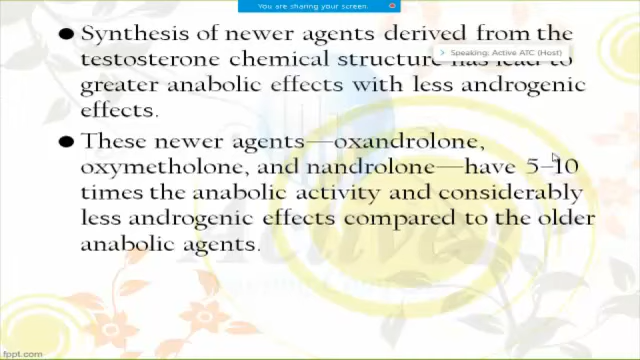 You are sharing your screen.
Synthesis of newer agents derived from the
Speaking: Active ATC (Host)
testosterone chemical structure has lead to
greater anabolic effects with less androgenic
effects.
These newer agents—oxandrolone,
oxymetholone, and nandrolone—have 5–10
times the anabolic activity and considerably
less androgenic effects compared to the older
anabolic agents.
Actives
fppt.com